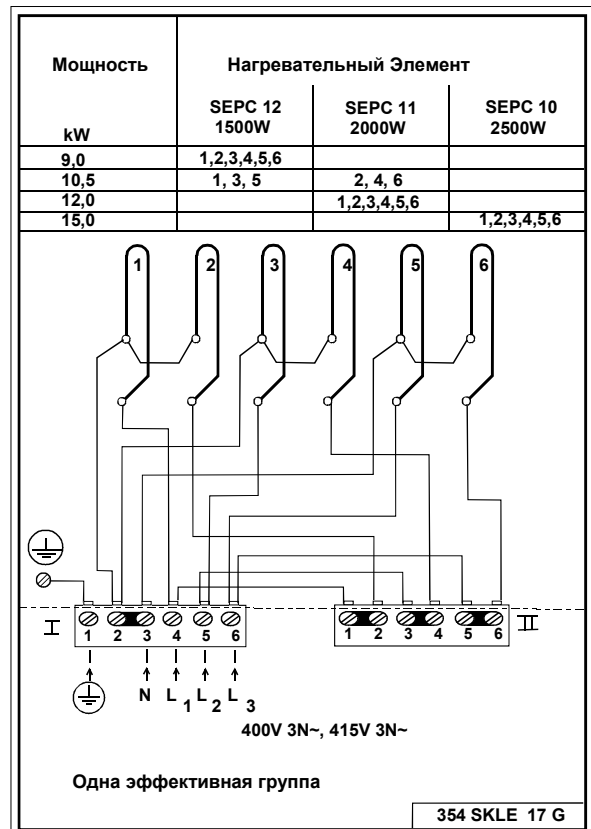 Мощность Нагревательный Элемент
SEPC 12 SEPC 11 SEPC 10
kW 1500W 2000W 2500W
9,0 1,2,3,4,5,6
10,5 1, 3, 5 2, 4, 6
12,0 1,2,3,4,5,6
15,0 1,2,3,4,5,6
1 2 3 4 5 6
I 1 2 3 4 5 6
1 2 3 4 5 6 II
N L 1 L 2 L 3
400V 3N~, 415V 3N~
Одна эффективная группа
354 SKLE 17 G